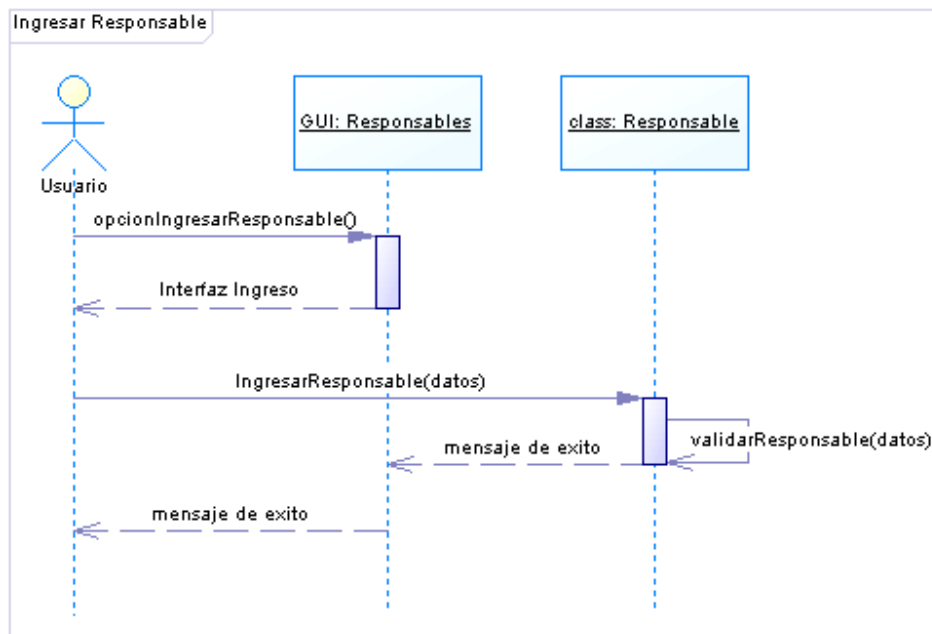 Ingresar Responsable
GUI: Responsables
class: Responsable
Usuario
opcionIngresarResponsable()
Interfaz Ingreso
IngresarResponsable(datos)
validarResponsable(datos)
mensaje de exito
mensaje de exito